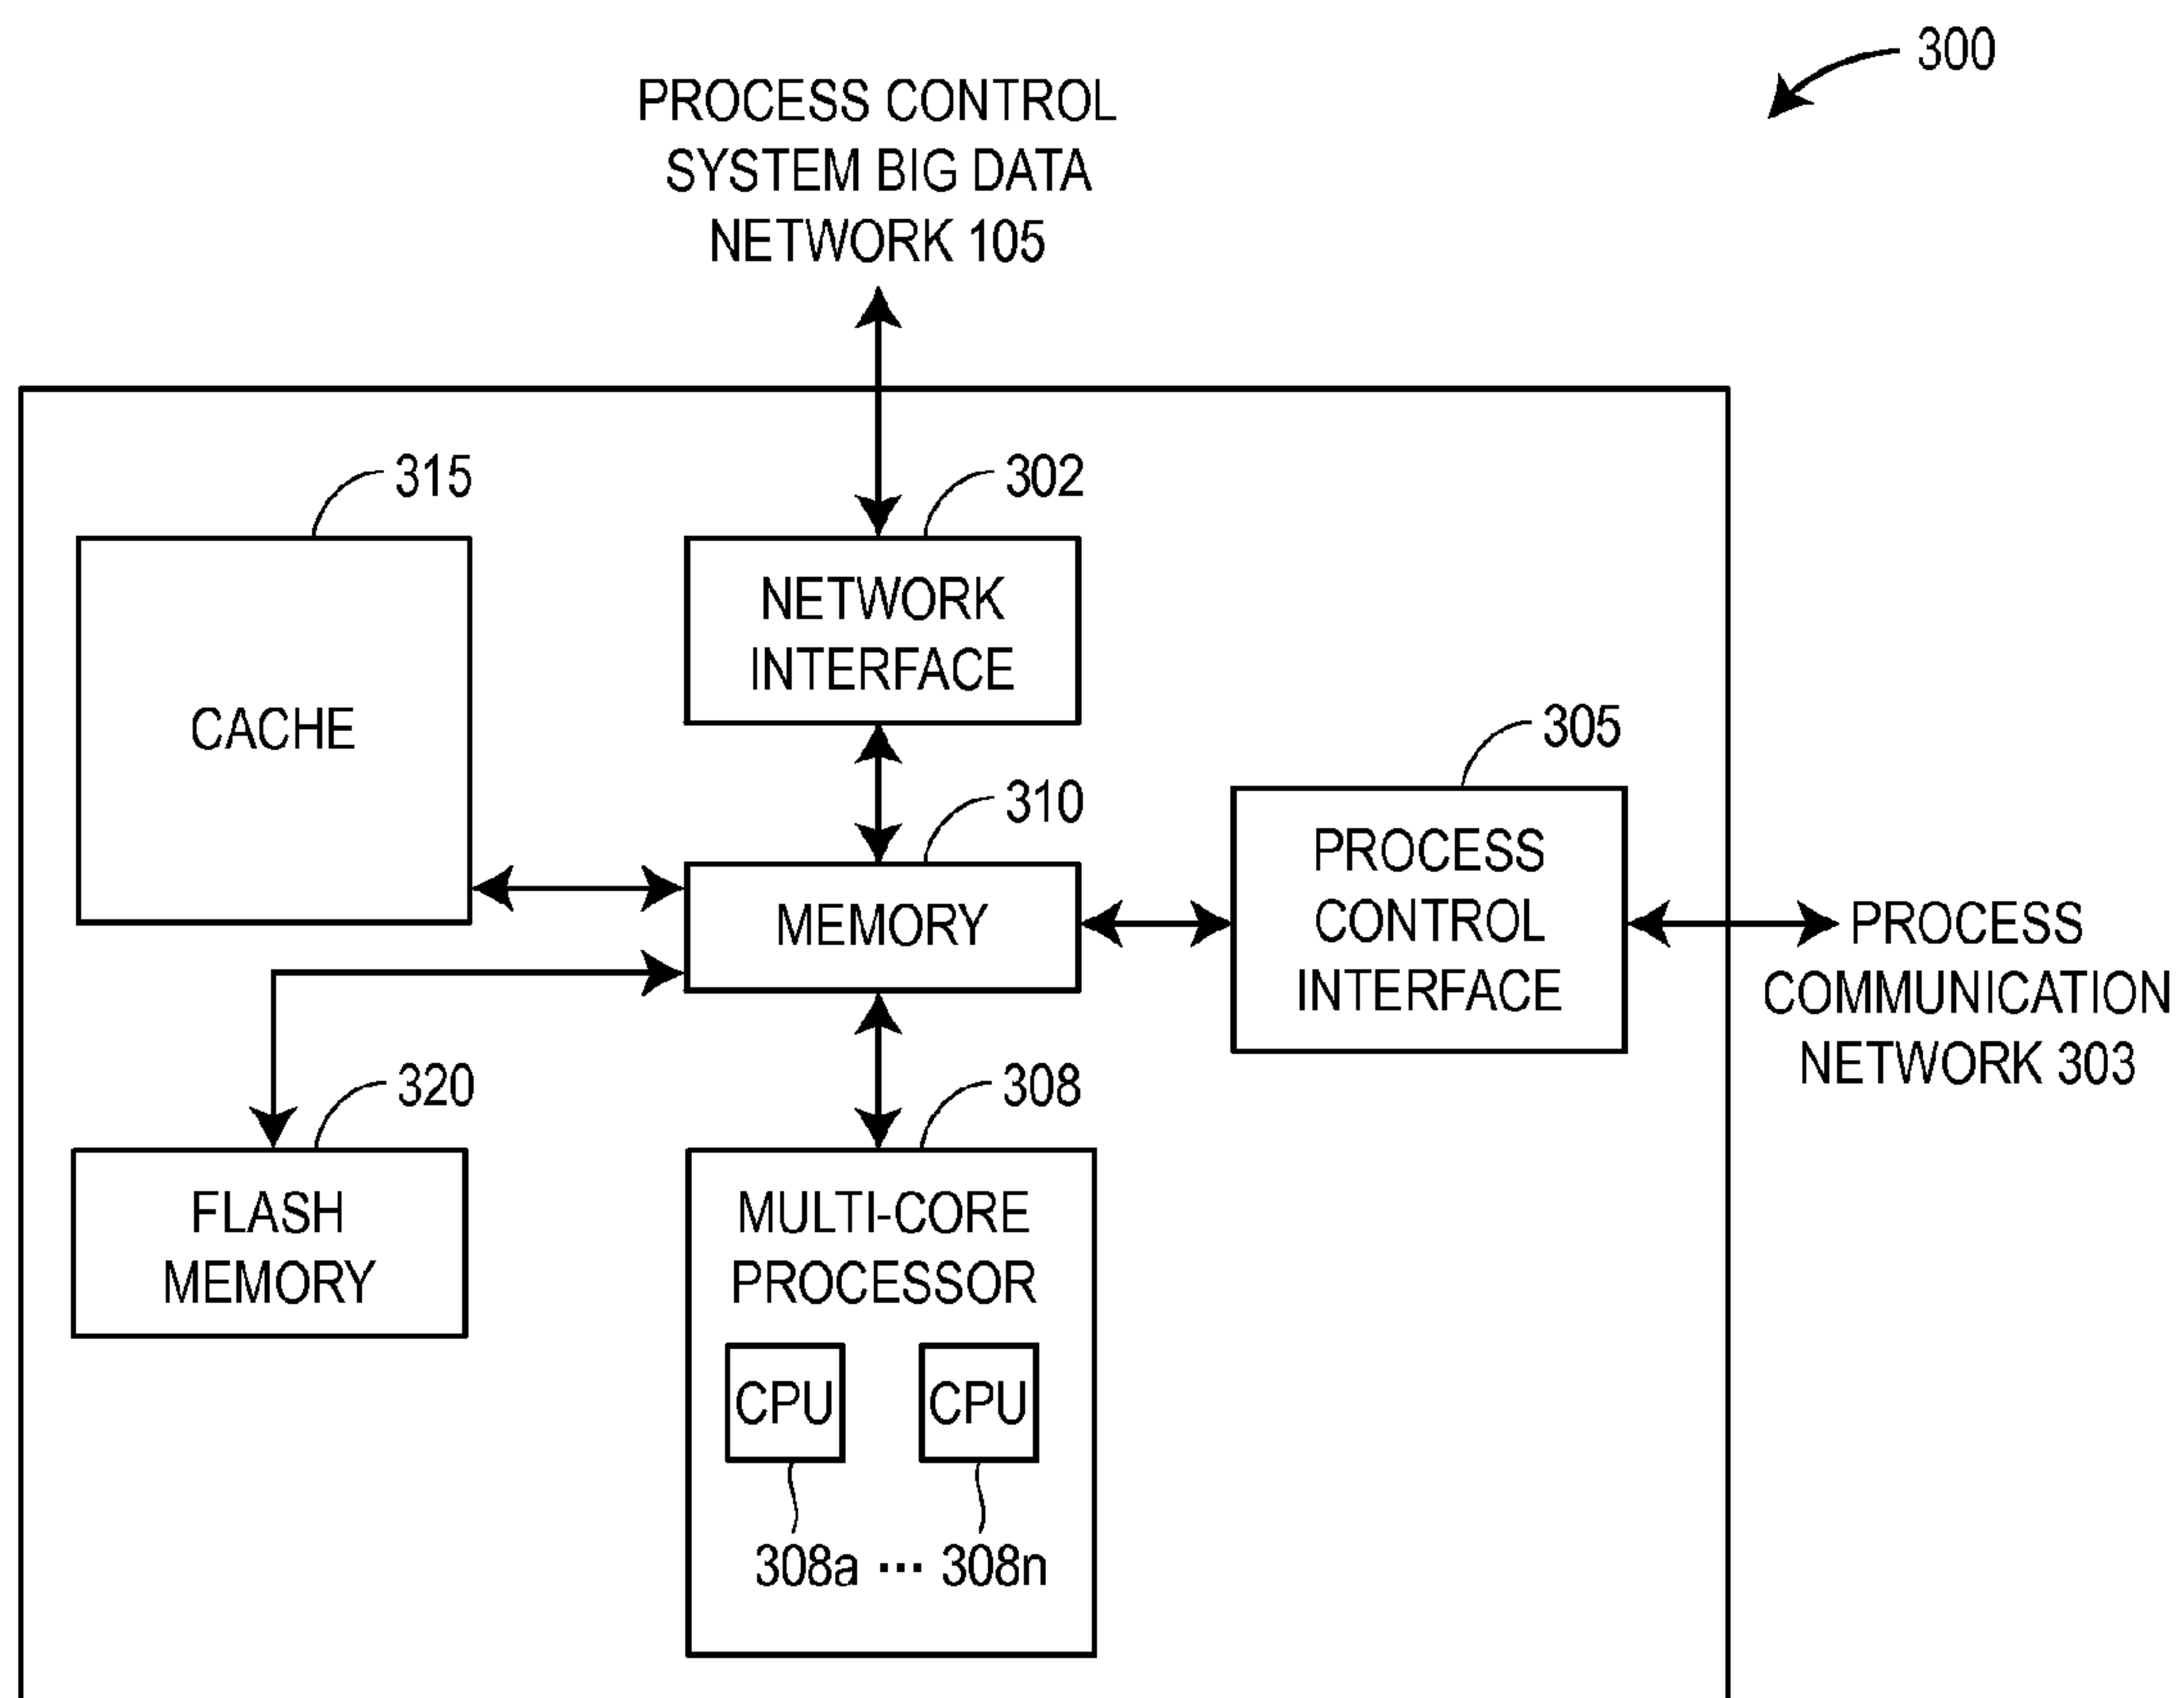 300
PROCESS CONTROL
SYSTEM BIG DATA
NETWORK 105
315
302
CACHE
NETWORK
INTERFACE
305
310
MEMORY
PROCESS
CONTROL
INTERFACE
PROCESS
COMMUNICATION
NETWORK 303
320
308
FLASH
MEMORY
MULTI-CORE
PROCESSOR
CPU
CPU
308a ··· 308n